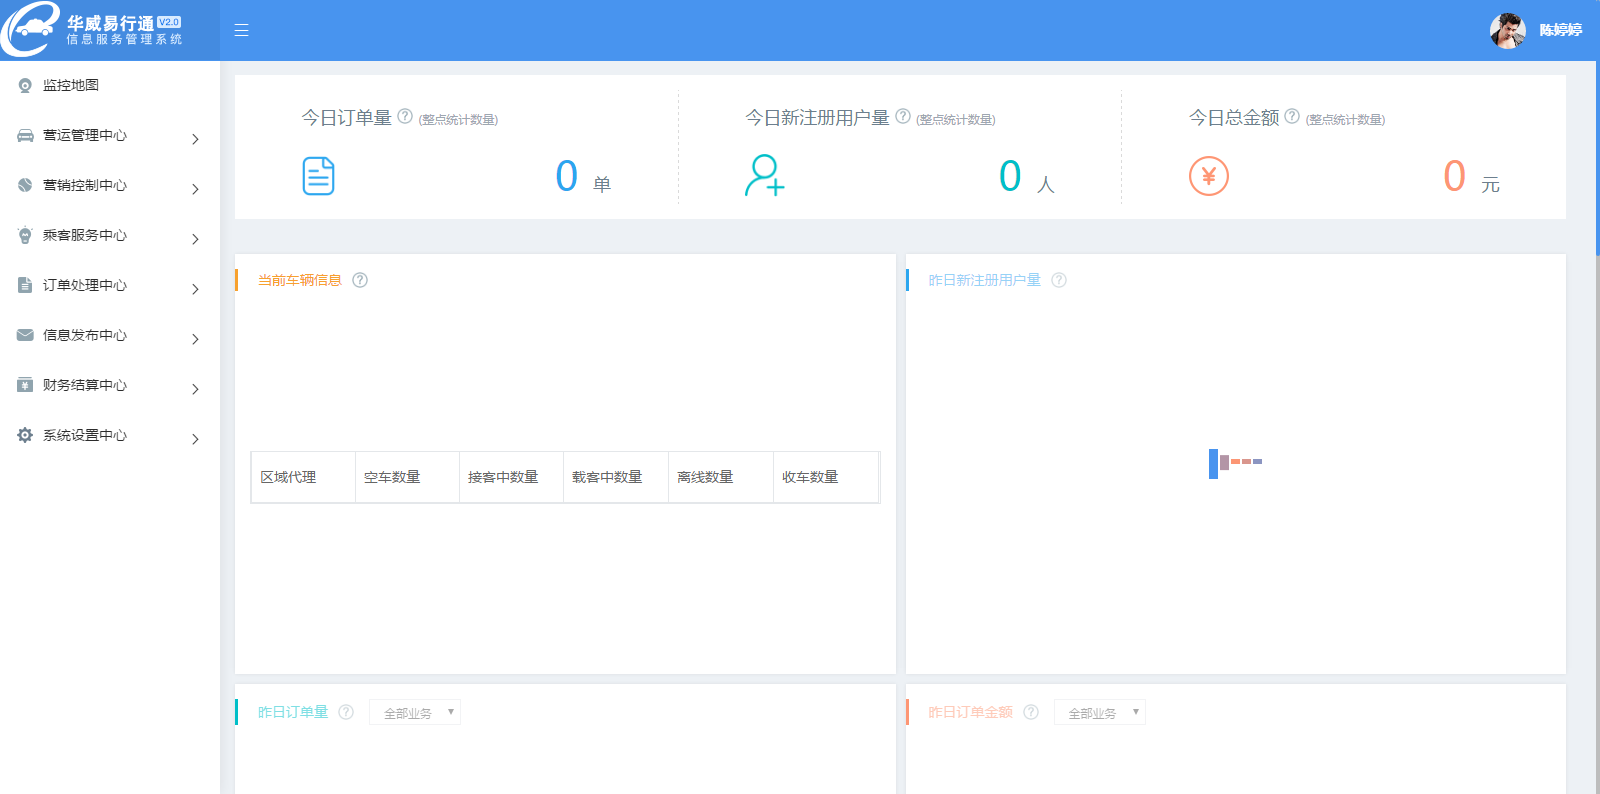 华威易行通 V2.0
信息服务管理系统
陈婷婷
监控地图
营运管理中心
营销控制中心
乘客服务中心
订单处理中心
信息发布中心
财务结算中心
系统设置中心
今日订单量 ? (整点统计数量)
0 单
今日新注册用户量 ? (整点统计数量)
0 人
今日总金额 ? (整点统计数量)
¥ 0 元
当前车辆信息 ?
区域代理 空车数量 接客中数量 载客中数量 离线数量 收车数量
昨日新注册用户量 ?
昨日订单量 ? 全部业务
昨日订单金额 ? 全部业务